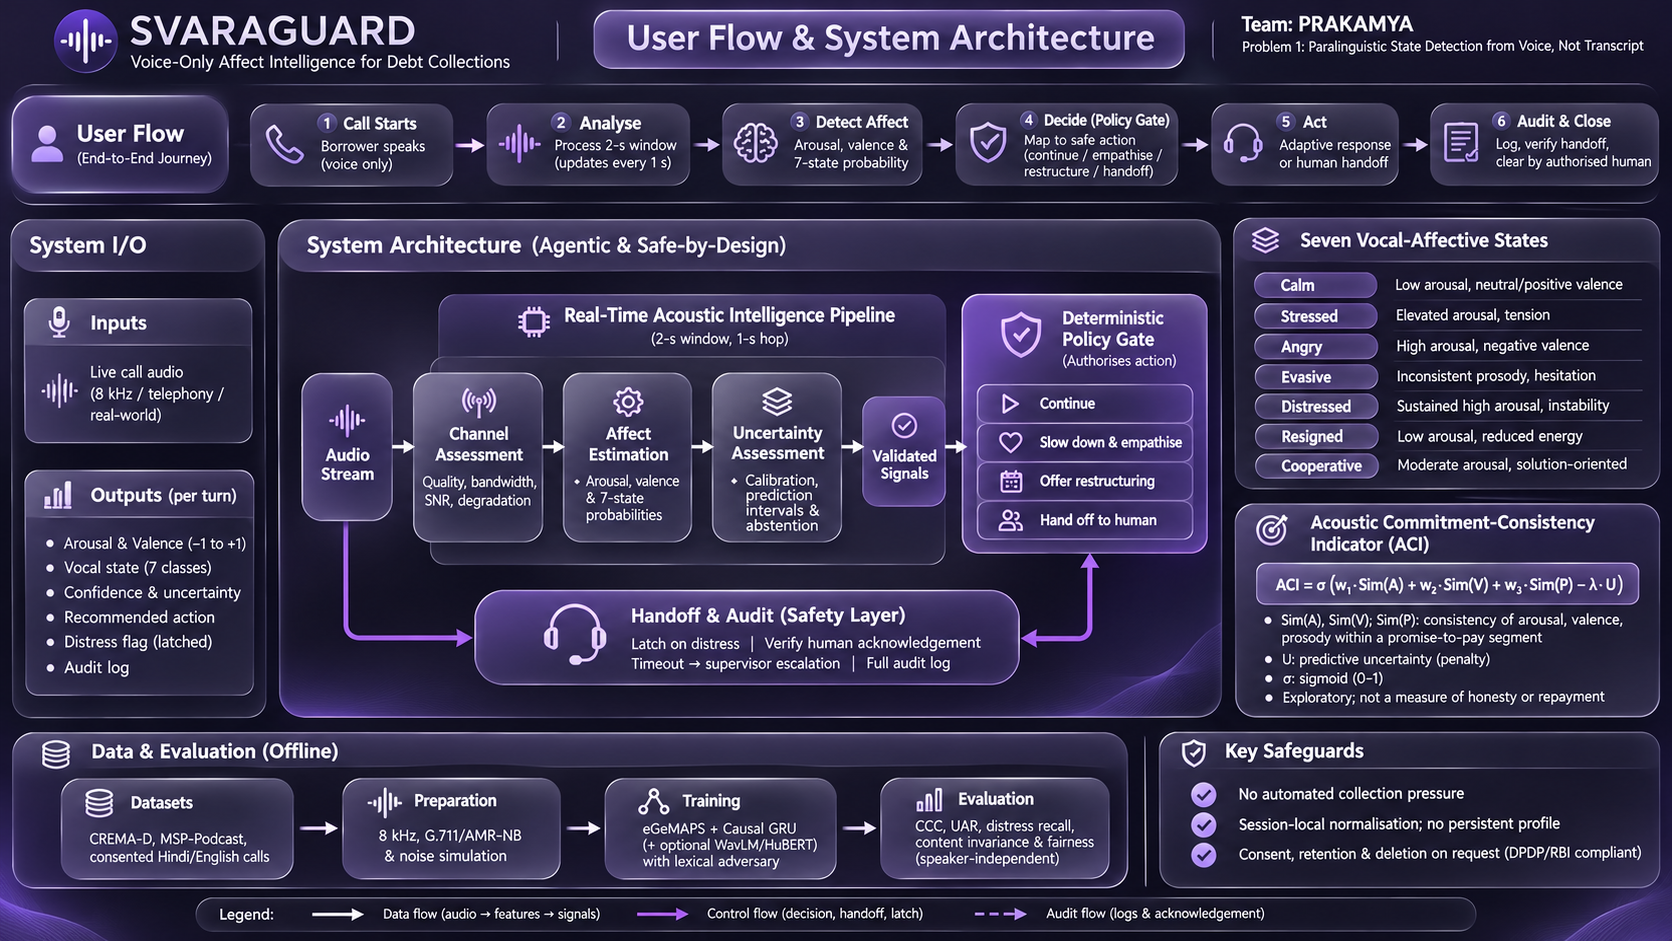 SVARAGUARD
Voice-Only Affect Intelligence for Debt Collections
User Flow & System Architecture
Team: PRAKAMYA
Problem 1: Paralinguistic State Detection from Voice, Not Transcript
User Flow
(End-to-End Journey)
1 Call Starts
Borrower speaks
(voice only)
2 Analyse
Process 2-s window
(updates every 1 s)
3 Detect Affect
Arousal, valence &
7-state probability
4 Decide (Policy Gate)
Map to safe action
(continue / empathise /
restructure / handoff)
5 Act
Adaptive response
or human handoff
6 Audit & Close
Log, verify handoff,
clear by authorised human
System I/O
Inputs
Live call audio
(8 kHz / telephony /
real-world)
Outputs (per turn)
• Arousal & Valence (−1 to +1)
• Vocal state (7 classes)
• Confidence & uncertainty
• Recommended action
• Distress flag (latched)
• Audit log
System Architecture (Agentic & Safe-by-Design)
Real-Time Acoustic Intelligence Pipeline
(2-s window, 1-s hop)
Audio
Stream
Channel
Assessment
Quality, bandwidth,
SNR, degradation
Affect
Estimation
• Arousal, valence
& 7-state
probabilities
Uncertainty
Assessment
• Calibration,
prediction
intervals &
abstention
Validated
Signals
Deterministic
Policy Gate
(Authorises action)
Continue
Slow down & empathise
Offer restructuring
Hand off to human
Handoff & Audit (Safety Layer)
Latch on distress | Verify human acknowledgement
Timeout → supervisor escalation | Full audit log
Seven Vocal-Affective States
Calm Low arousal, neutral/positive valence
Stressed Elevated arousal, tension
Angry High arousal, negative valence
Evasive Inconsistent prosody, hesitation
Distressed Sustained high arousal, instability
Resigned Low arousal, reduced energy
Cooperative Moderate arousal, solution-oriented
Acoustic Commitment-Consistency
Indicator (ACI)
ACI = σ (w₁·Sim(A) + w₂·Sim(V) + w₃·Sim(P) − λ·U)
• Sim(A), Sim(V); Sim(P): consistency of arousal, valence,
prosody within a promise-to-pay segment
• U: predictive uncertainty (penalty)
• σ: sigmoid (0–1)
• Exploratory; not a measure of honesty or repayment
Data & Evaluation (Offline)
Datasets
CREMA-D, MSP-Podcast,
consented Hindi/English calls
Preparation
8 kHz, G.711/AMR-NB
& noise simulation
Training
eGeMAPS + Causal GRU
(+ optional WavLM/HuBERT)
with lexical adversary
Evaluation
CCC, UAR, distress recall,
content invariance & fairness
(speaker-independent)
Key Safeguards
No automated collection pressure
Session-local normalisation; no persistent profile
Consent, retention & deletion on request (DPDP/RBI compliant)
Legend:
Data flow (audio → features → signals)
Control flow (decision, handoff, latch)
Audit flow (logs & acknowledgement)